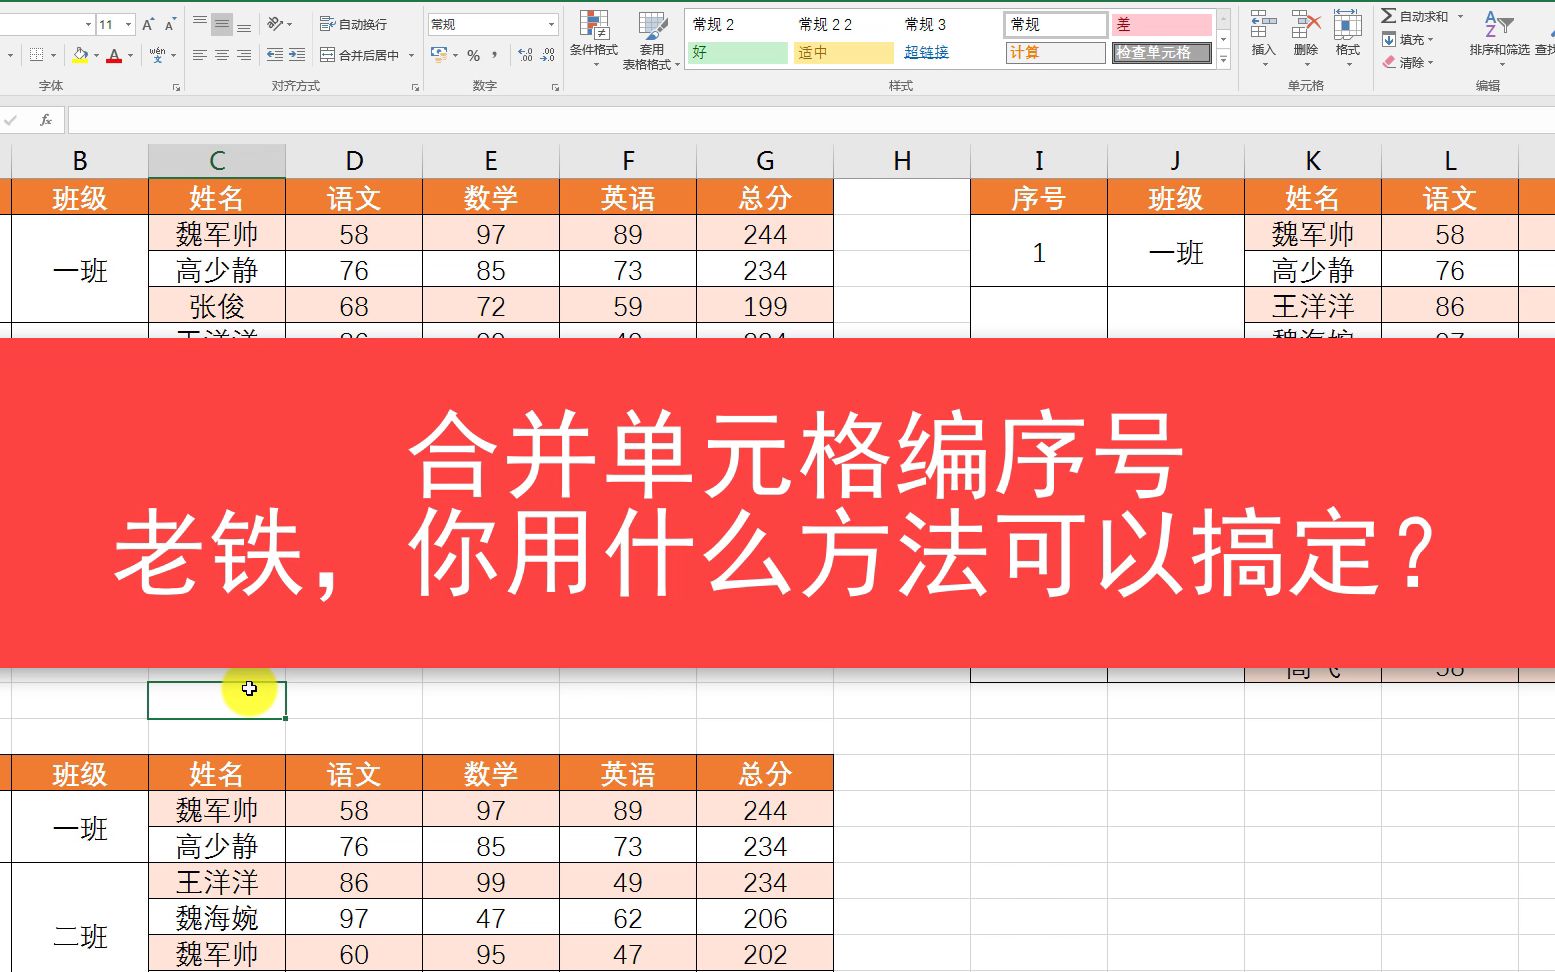 11 A A 自动换行 常规 常规 2 常规 2 2 常规 3 常规 差 Σ 自动求和
wén 合并后居中 % , 条件格式 套用 表格格式 好 适中 超链接 计算 检查单元格 插入 删除 格式 填充 清除 排序和筛选
字体 对齐方式 数字 样式 单元格 编辑
fx
B C D E F G H I J K L
班级 姓名 语文 数学 英语 总分 序号 班级 姓名 语文
魏军帅 58 97 89 244 魏军帅 58
一班 高少静 76 85 73 234 1 一班 高少静 76
张俊 68 72 59 199 王洋洋 86
合并单元格编序号
老铁，你用什么方法可以搞定？
班级 姓名 语文 数学 英语 总分
魏军帅 58 97 89 244
一班 高少静 76 85 73 234
王洋洋 86 99 49 234
魏海婉 97 47 62 206
二班 魏军帅 60 95 47 202